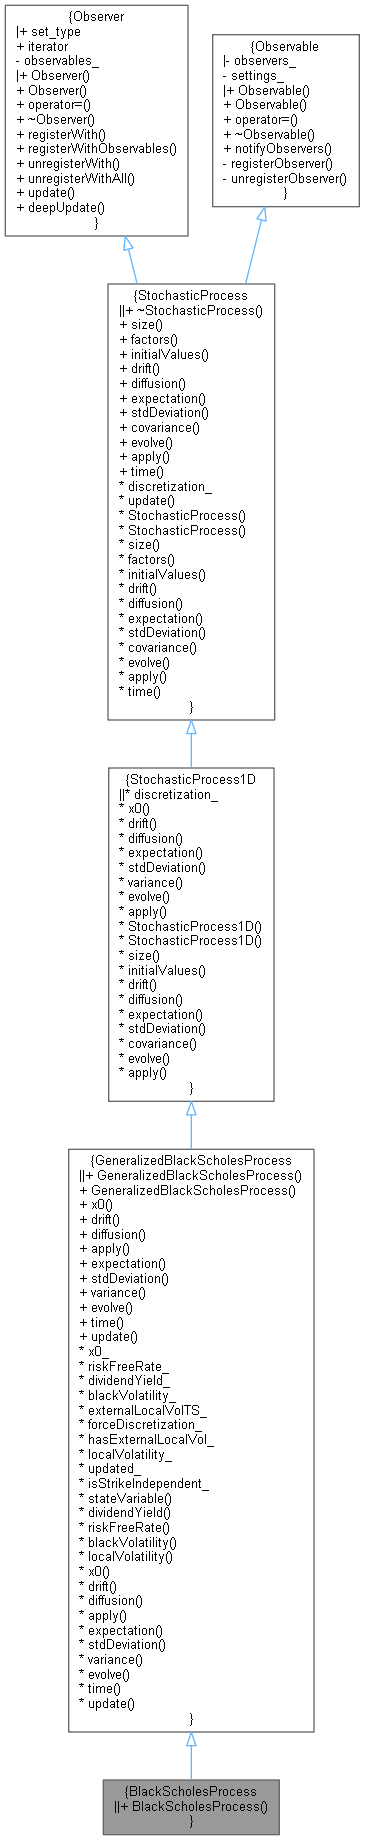 {Observer
|+ set_type
+ iterator
- observables_
|+ Observer()
+ Observer()
+ operator=()
+ ~Observer()
+ registerWith()
+ registerWithObservables()
+ unregisterWith()
+ unregisterWithAll()
+ update()
+ deepUpdate()
}
{Observable
|- observers_
- settings_
|+ Observable()
+ Observable()
+ operator=()
+ ~Observable()
+ notifyObservers()
- registerObserver()
- unregisterObserver()
}
{StochasticProcess
||+ ~StochasticProcess()
+ size()
+ factors()
+ initialValues()
+ drift()
+ diffusion()
+ expectation()
+ stdDeviation()
+ covariance()
+ evolve()
+ apply()
+ time()
* discretization_
* update()
* StochasticProcess()
* StochasticProcess()
* size()
* factors()
* initialValues()
* drift()
* diffusion()
* expectation()
* stdDeviation()
* covariance()
* evolve()
* apply()
* time()
}
{StochasticProcess1D
||* discretization_
* x0()
* drift()
* diffusion()
* expectation()
* stdDeviation()
* variance()
* evolve()
* apply()
* StochasticProcess1D()
* StochasticProcess1D()
* size()
* initialValues()
* drift()
* diffusion()
* expectation()
* stdDeviation()
* covariance()
* evolve()
* apply()
}
{GeneralizedBlackScholesProcess
||+ GeneralizedBlackScholesProcess()
+ GeneralizedBlackScholesProcess()
+ x0()
+ drift()
+ diffusion()
+ apply()
+ expectation()
+ stdDeviation()
+ variance()
+ evolve()
+ time()
+ update()
* x0_
* riskFreeRate_
* dividendYield_
* blackVolatility_
* externalLocalVolTS_
* forceDiscretization_
* hasExternalLocalVol_
* localVolatility_
* updated_
* isStrikeIndependent_
* stateVariable()
* dividendYield()
* riskFreeRate()
* blackVolatility()
* localVolatility()
* x0()
* drift()
* diffusion()
* apply()
* expectation()
* stdDeviation()
* variance()
* evolve()
* time()
* update()
}
{BlackScholesProcess
||+ BlackScholesProcess()
}